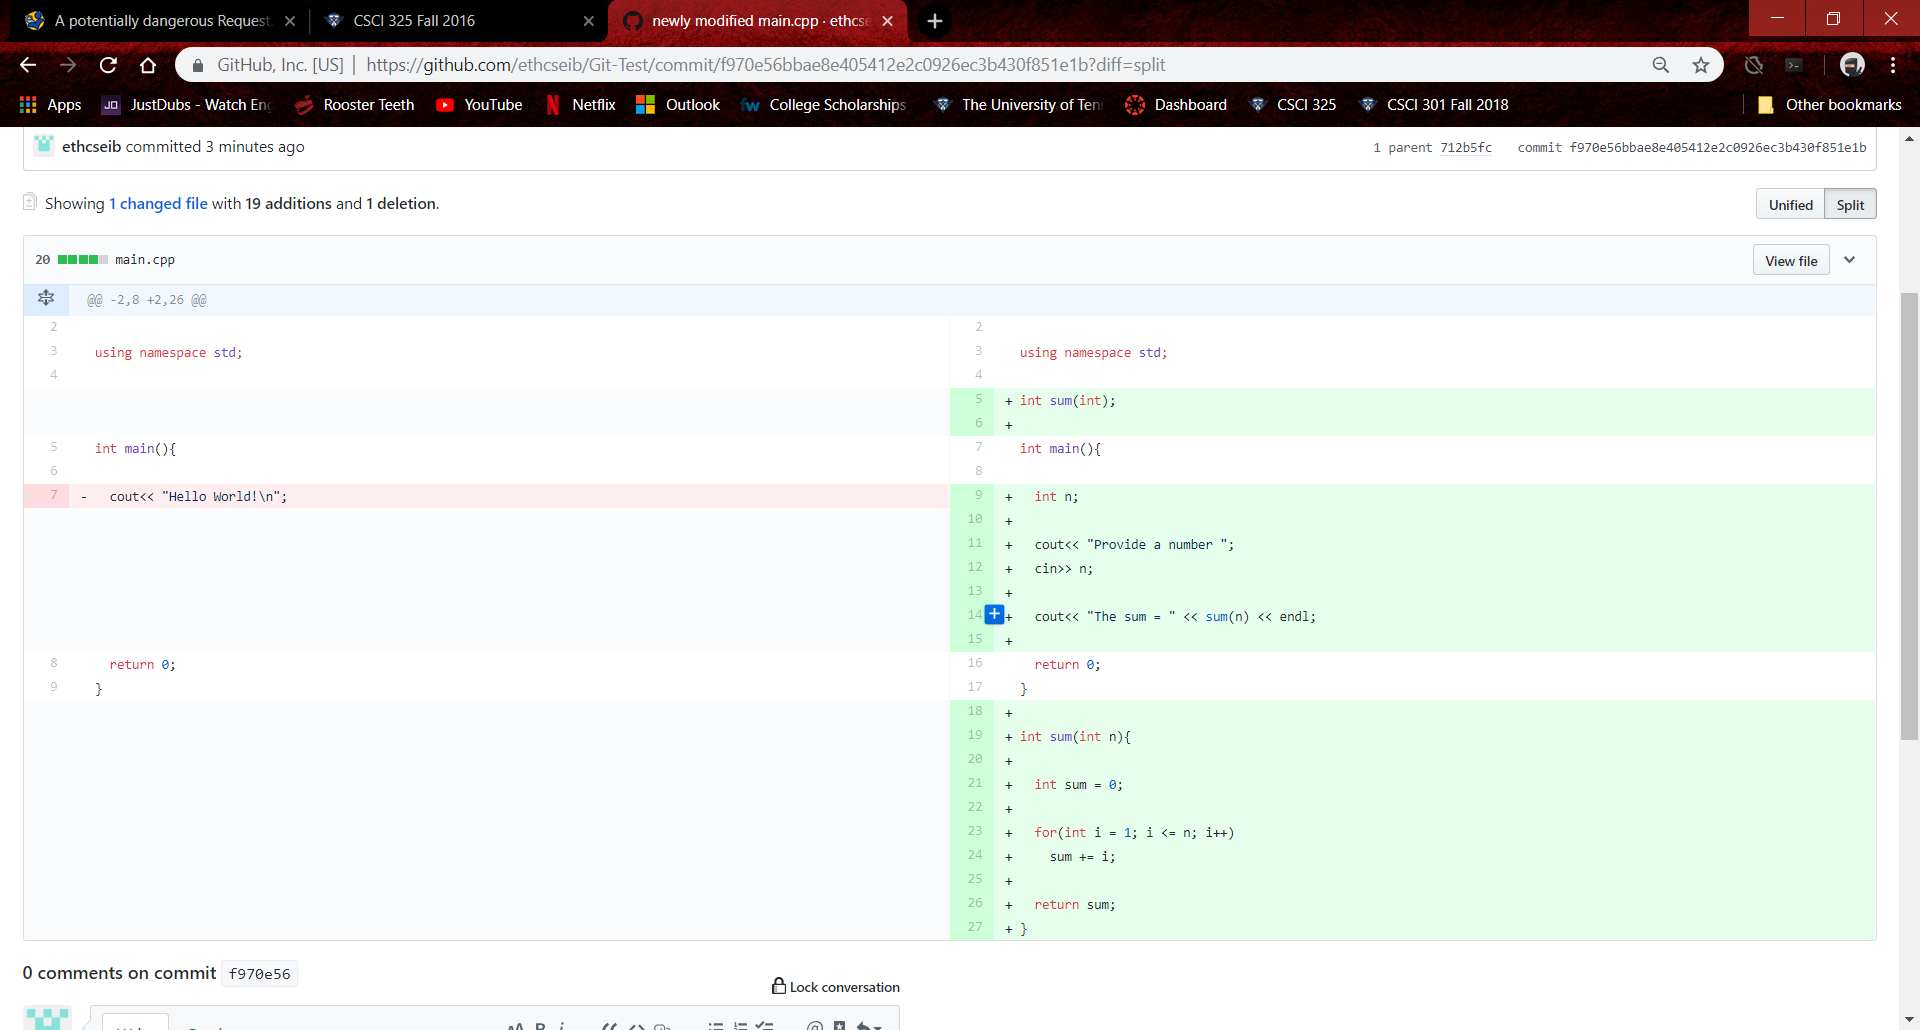 A potentially dangerous Request
CSCI 325 Fall 2016
newly modified main.cpp · ethcse
GitHub, Inc. [US] | https://github.com/ethcseib/Git-Test/commit/f970e56bbae8e405412e2c0926ec3b430f851e1b?diff=split
Apps JustDubs - Watch En Rooster Teeth YouTube Netflix Outlook College Scholarships The University of Ten Dashboard CSCI 325 CSCI 301 Fall 2018 Other bookmarks
ethcseib committed 3 minutes ago 1 parent 712b5fc commit f970e56bbae8e405412e2c0926ec3b430f851e1b
Showing 1 changed file with 19 additions and 1 deletion. Unified Split
20 main.cpp View file
@@ -2,8 +2,26 @@
2 2
3 using namespace std; 3 using namespace std;
4 4
5 + int sum(int);
6 +
5 int main(){ 7 int main(){
6 8
7 - cout<< "Hello World!\n"; 9 + int n;
10 +
11 + cout<< "Provide a number ";
12 + cin>> n;
13 +
14 + cout<< "The sum = " << sum(n) << endl;
15 +
8 return 0; 16 return 0;
9 } 17 }
18 +
19 + int sum(int n){
20 +
21 + int sum = 0;
22 +
23 + for(int i = 1; i <= n; i++)
24 + sum += i;
25 +
26 + return sum;
27 + }
0 comments on commit f970e56
Lock conversation